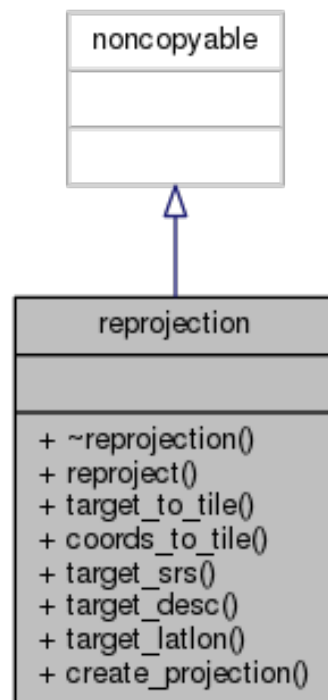 noncopyable
reprojection
+ ~reprojection()
+ reproject()
+ target_to_tile()
+ coords_to_tile()
+ target_srs()
+ target_desc()
+ target_latlon()
+ create_projection()